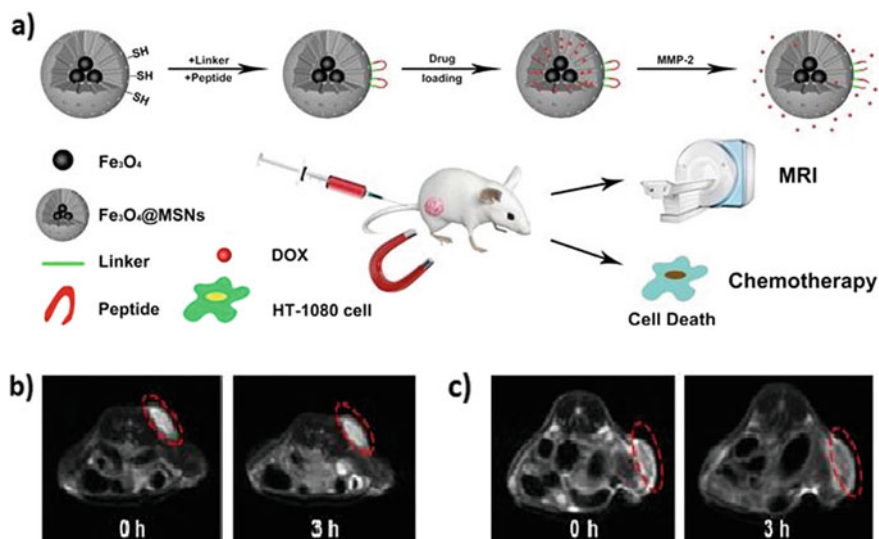 a)
SH
SH
SH
+Linker
+Peptide
Drug
loading
MMP-2
Fe₃O₄
Fe₃O₄@MSNs
Linker
Peptide
DOX
HT-1080 cell
MRI
Chemotherapy
Cell Death
b)
0 h
3 h
c)
0 h
3 h